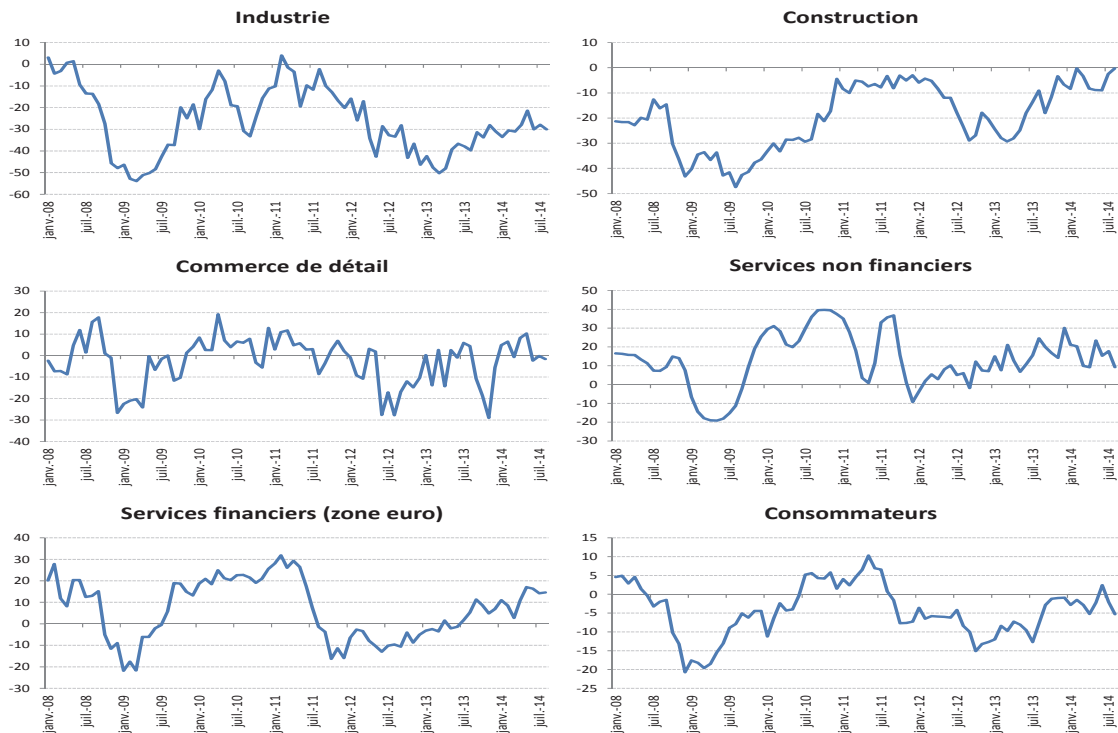 Industrie
10
0
-10
-20
-30
-40
-50
-60
janv.-08
juil.-08
janv.-09
juil.-09
janv.-10
juil.-10
janv.-11
juil.-11
janv.-12
juil.-12
janv.-13
juil.-13
janv.-14
juil.-14
Construction
10
0
-10
-20
-30
-40
-50
janv.-08
juil.-08
janv.-09
juil.-09
janv.-10
juil.-10
janv.-11
juil.-11
janv.-12
juil.-12
janv.-13
juil.-13
janv.-14
juil.-14
Commerce de détail
30
20
10
0
-10
-20
-30
-40
janv.-08
juil.-08
janv.-09
juil.-09
janv.-10
juil.-10
janv.-11
juil.-11
janv.-12
juil.-12
janv.-13
juil.-13
janv.-14
juil.-14
Services non financiers
50
40
30
20
10
0
-10
-20
-30
janv.-08
juil.-08
janv.-09
juil.-09
janv.-10
juil.-10
janv.-11
juil.-11
janv.-12
juil.-12
janv.-13
juil.-13
janv.-14
juil.-14
Services financiers (zone euro)
40
30
20
10
0
-10
-20
-30
janv.-08
juil.-08
janv.-09
juil.-09
janv.-10
juil.-10
janv.-11
juil.-11
janv.-12
juil.-12
janv.-13
juil.-13
janv.-14
juil.-14
Consommateurs
15
10
5
0
-5
-10
-15
-20
-25
janv.-08
juil.-08
janv.-09
juil.-09
janv.-10
juil.-10
janv.-11
juil.-11
janv.-12
juil.-12
janv.-13
juil.-13
janv.-14
juil.-14